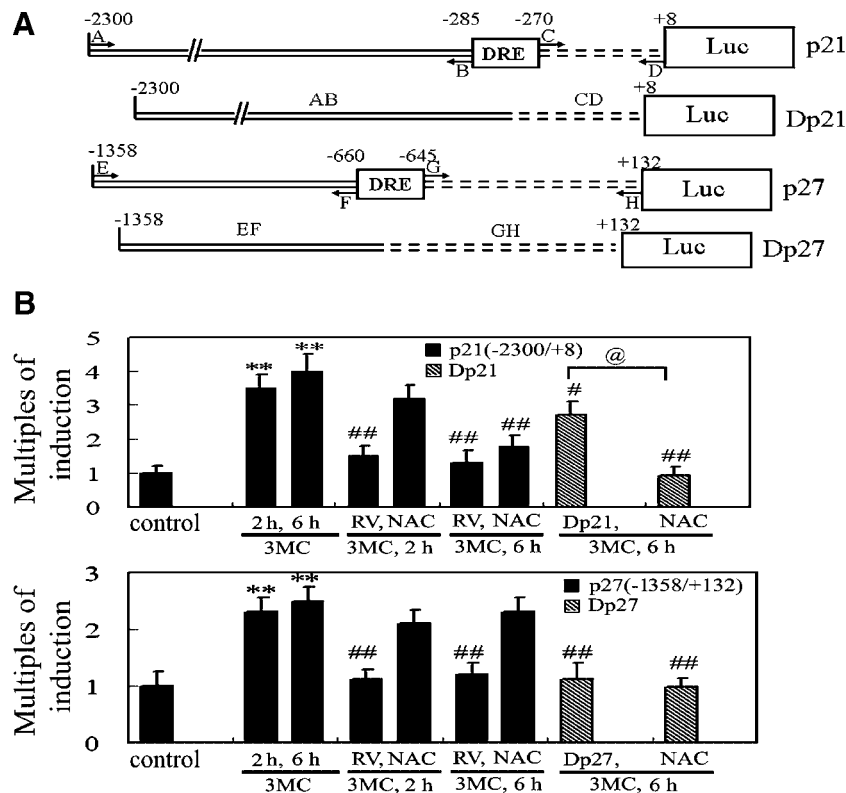 A
-2300 -285 -270 +8
A C
DRE Luc p21
B D
-2300 AB CD +8
Luc Dp21
-1358 -660 -645 +132
E G
DRE Luc p27
F H
-1358 EF GH +132
Luc Dp27
B
Multiples of induction
5
4
3
2
1
0
p21(-2300/+8)
Dp21
** ** ## ## ## # @ ##
control 2 h, 6 h RV, NAC RV, NAC Dp21, NAC
3MC 3MC, 2 h 3MC, 6 h 3MC, 6 h
Multiples of induction
3
2
1
0
p27(-1358/+132)
Dp27
** ** ## ## ## ##
control 2 h, 6 h RV, NAC RV, NAC Dp27, NAC
3MC 3MC, 2 h 3MC, 6 h 3MC, 6 h